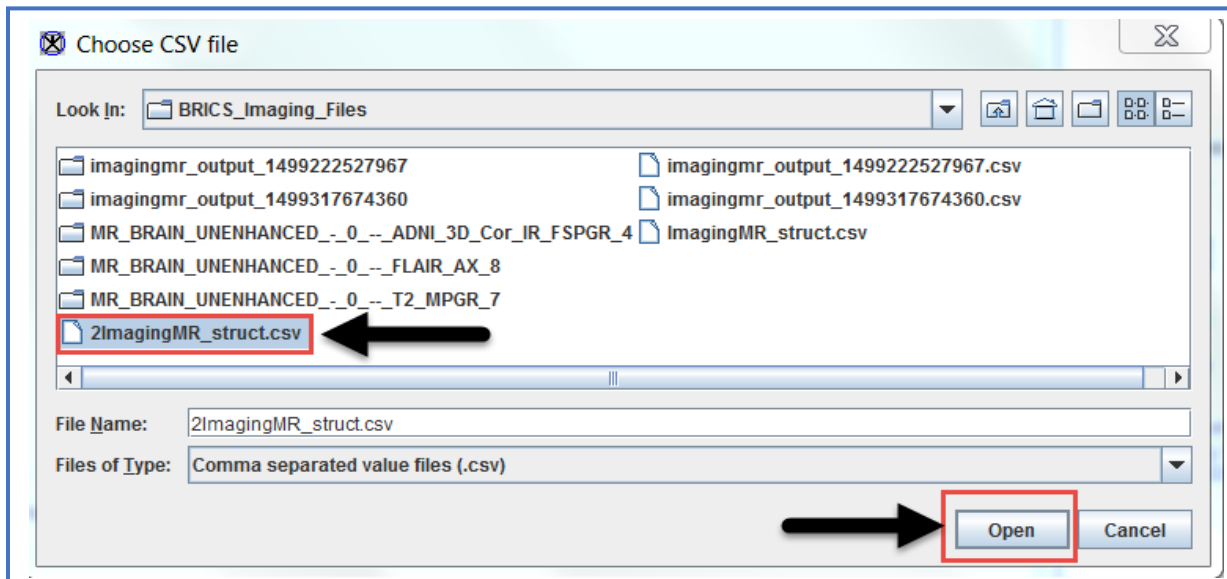 Choose CSV file
Look In: BRICS_Imaging_Files
imagingmr_output_1499222527967
imagingmr_output_1499317674360
MR_BRAIN_UNENHANCED_-_0_--_ADNI_3D_Cor_IR_FSPGR_4
MR_BRAIN_UNENHANCED_-_0_--_FLAIR_AX_8
MR_BRAIN_UNENHANCED_-_0_--_T2_MPGR_7
2ImagingMR_struct.csv
imagingmr_output_1499222527967.csv
imagingmr_output_1499317674360.csv
ImagingMR_struct.csv
File Name: 2ImagingMR_struct.csv
Files of Type: Comma separated value files (.csv)
Open Cancel